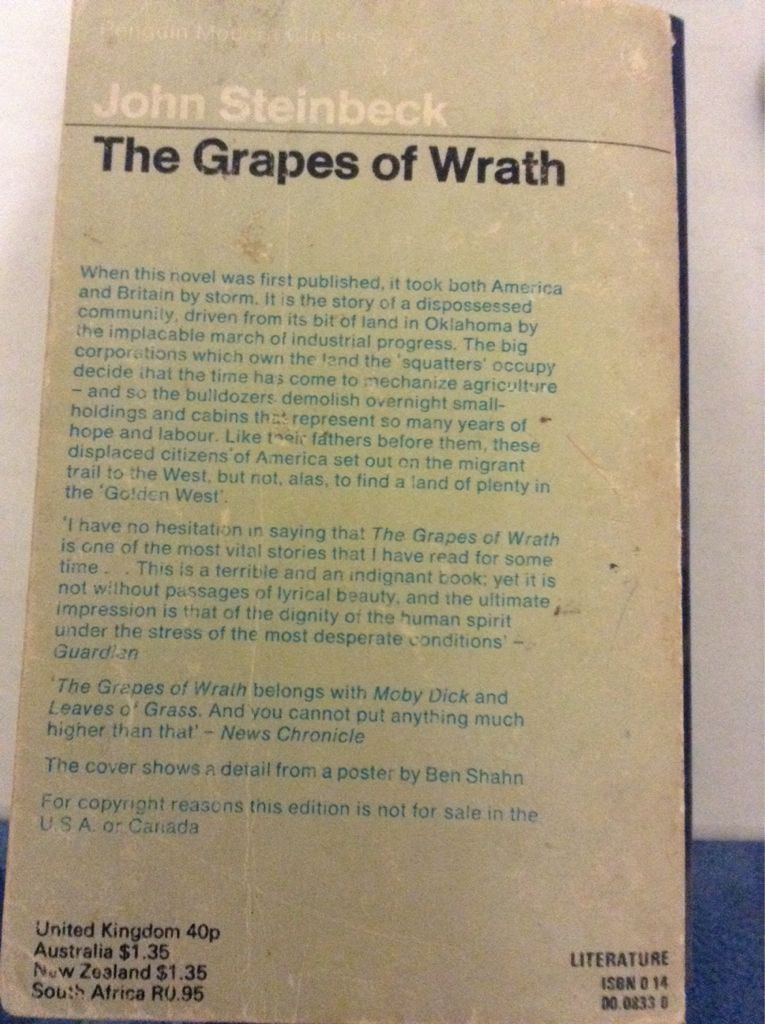 Penguin Modern Classics
John Steinbeck
The Grapes of Wrath
When this novel was first published, it took both America
and Britain by storm. It is the story of a dispossessed
community, driven from its bit of land in Oklahoma by
the implacable march of industrial progress. The big
corporations which own the land the 'squatters' occupy
decide that the time has come to mechanize agriculture
– and so the bulldozers demolish overnight small-
holdings and cabins that represent so many years of
hope and labour. Like their fathers before them, these
displaced citizens of America set out on the migrant
trail to the West, but not, alas, to find a land of plenty in
the 'Golden West'.
'I have no hesitation in saying that The Grapes of Wrath
is one of the most vital stories that I have read for some
time . . . This is a terrible and an indignant book; yet it is
not without passages of lyrical beauty, and the ultimate
impression is that of the dignity of the human spirit
under the stress of the most desperate conditions' –
Guardian
'The Grapes of Wrath belongs with Moby Dick and
Leaves of Grass. And you cannot put anything much
higher than that' – News Chronicle
The cover shows a detail from a poster by Ben Shahn
For copyright reasons this edition is not for sale in the
U.S.A. or Canada
United Kingdom 40p
Australia $1.35
New Zealand $1.35
South Africa R0.95
LITERATURE
ISBN 0 14
00.0833 0